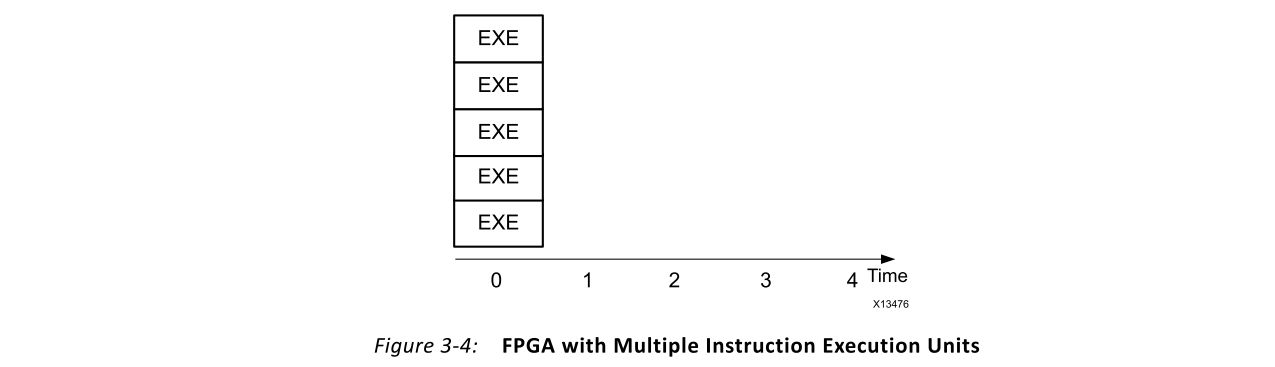 EXE
EXE
EXE
EXE
EXE
0 1 2 3 4 Time
X13476
Figure 3-4: FPGA with Multiple Instruction Execution Units